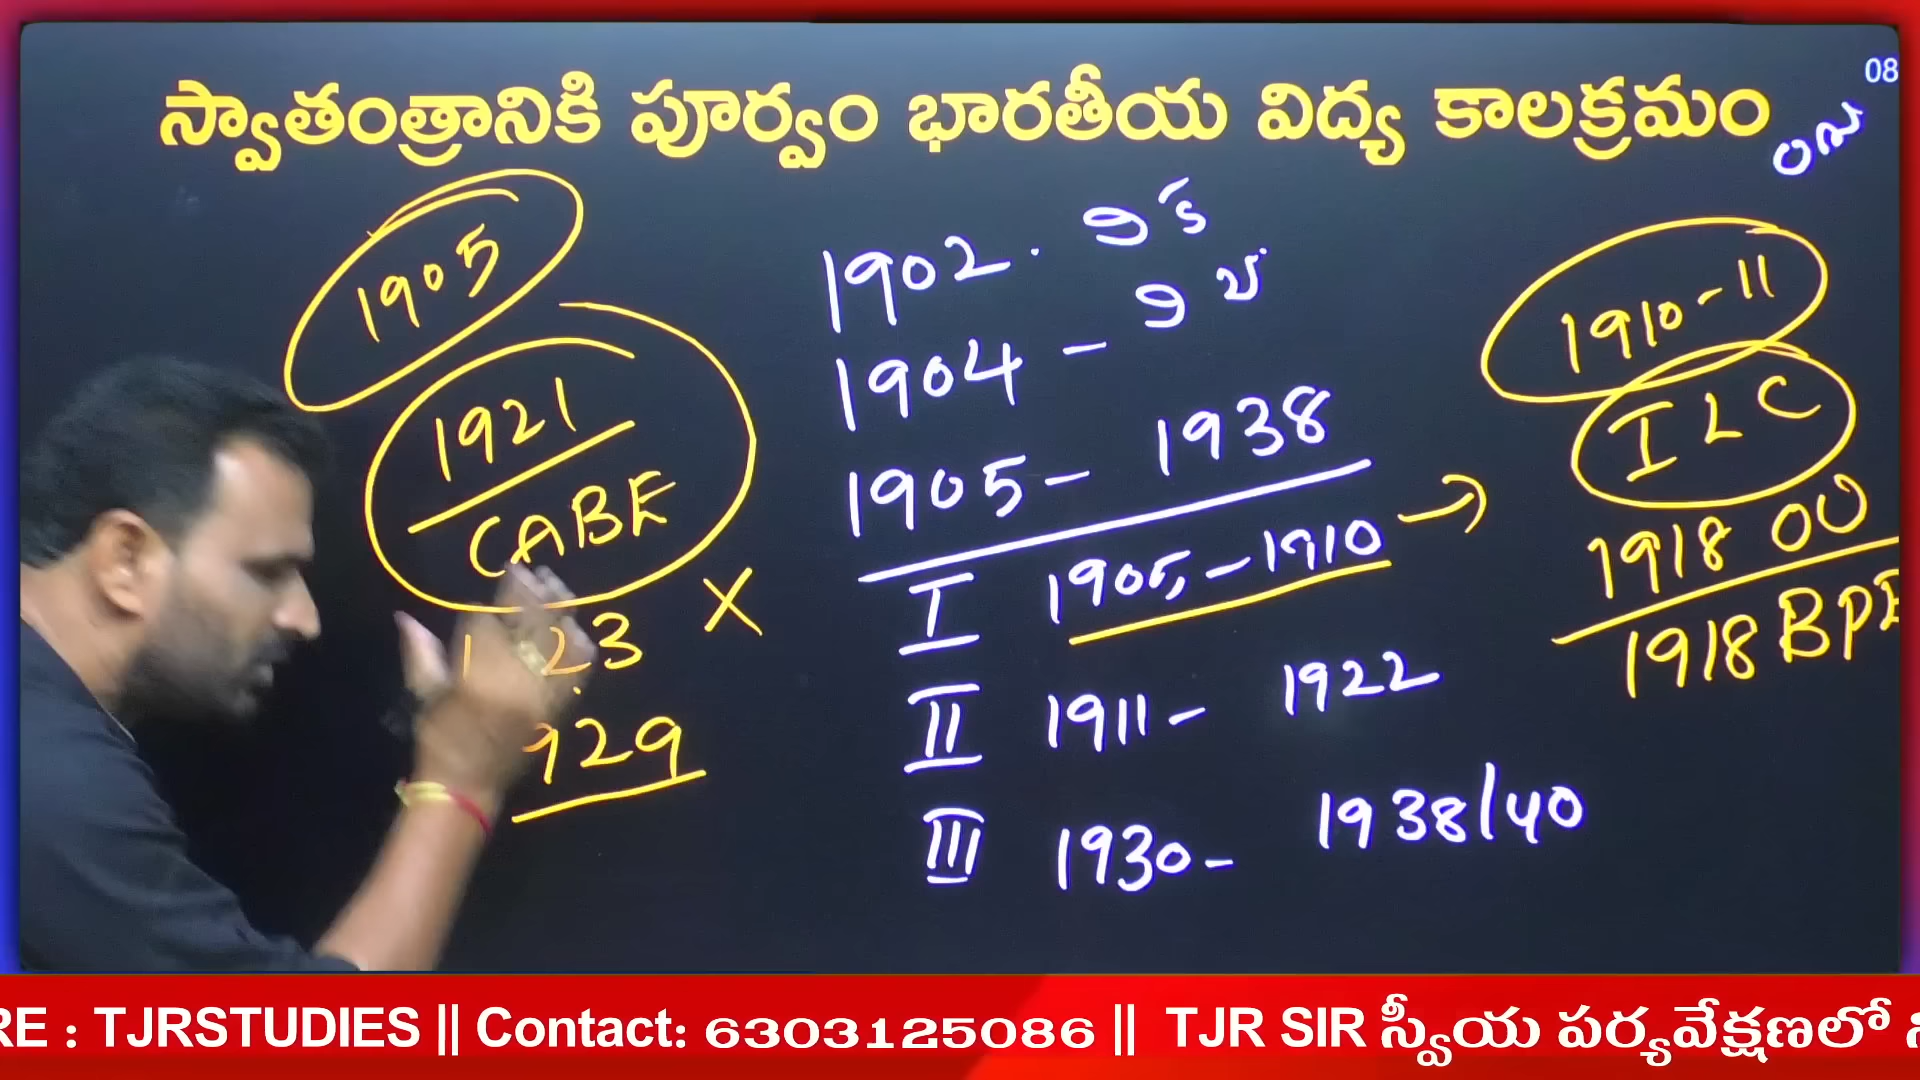 08
స్వాతంత్రానికి పూర్వం భారతీయ విద్య కాలక్రమం
1905
1921
CABE
23 X
929
1902.
1904 -
1905 - 1938
I 1905 - 1910 →
II 1911 - 1922
III 1930 - 1938/40
1910-11
ILC
1918 OU
1918 BPE
RE : TJRSTUDIES || Contact: 6303125086 || TJR SIR స్వీయ పర్యవేక్షణలో